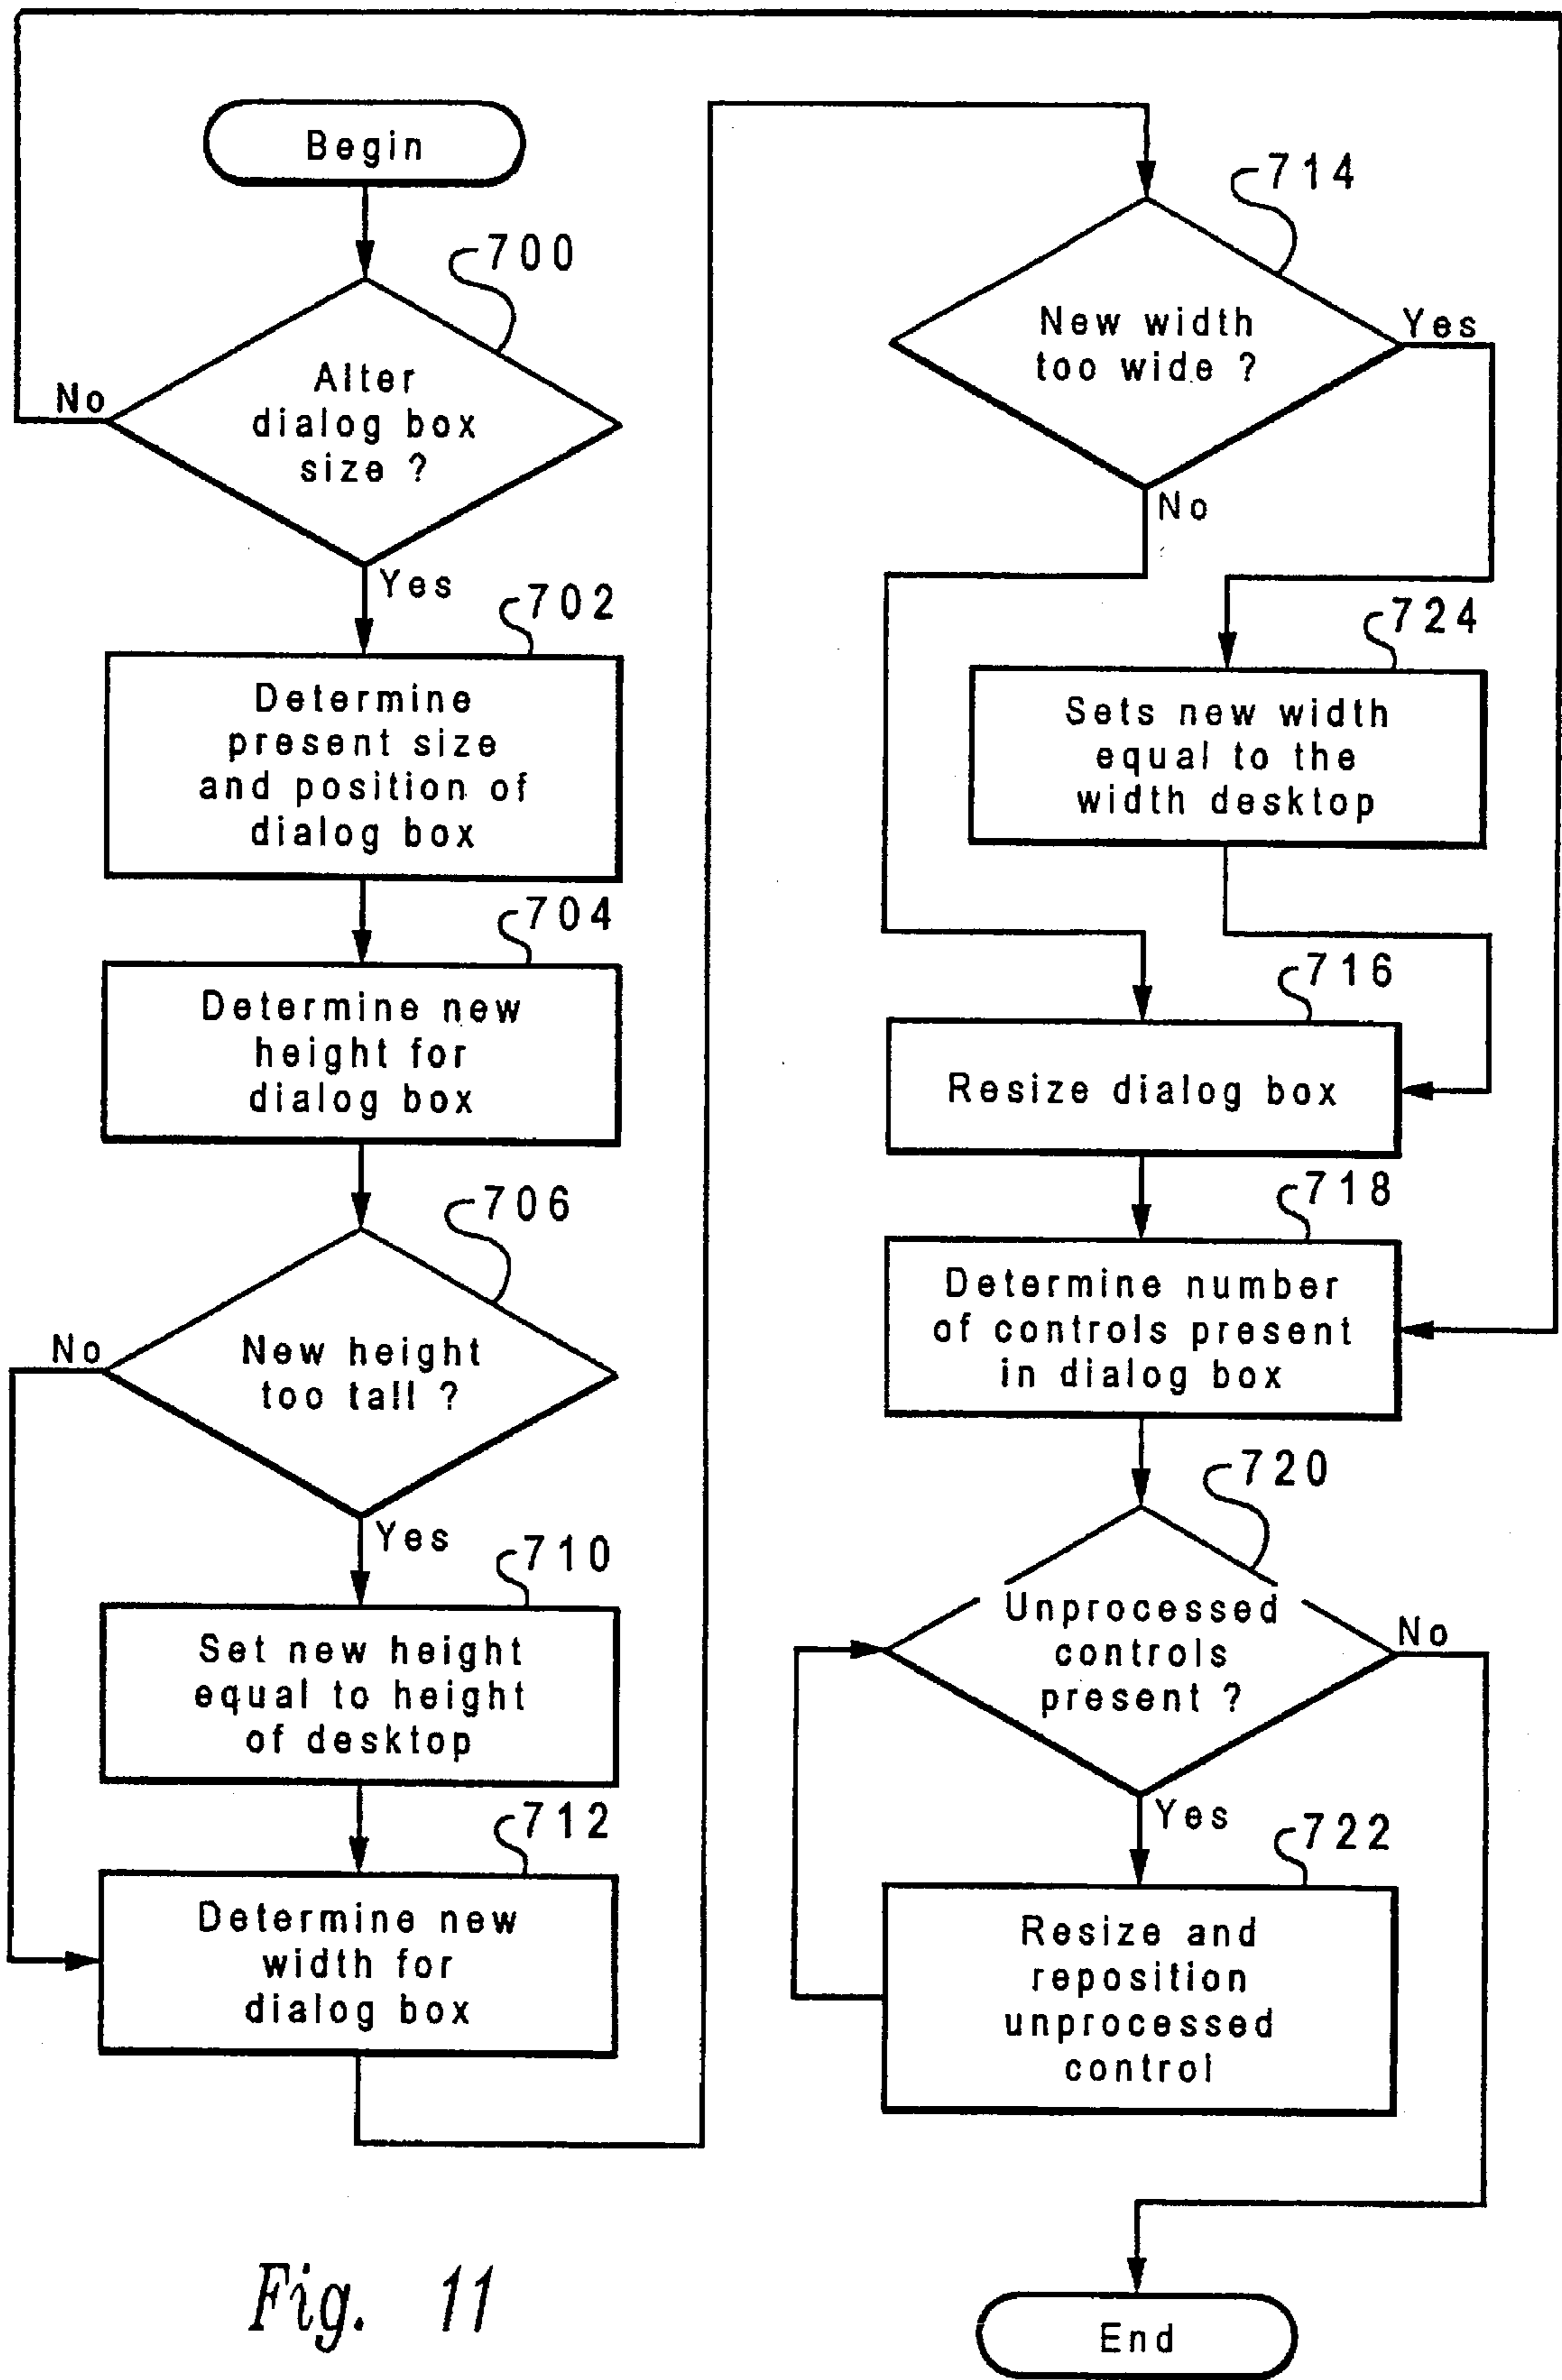 Begin
700
Alter
dialog box
size ?
No
Yes
702
Determine
present size
and position of
dialog box
704
Determine new
height for
dialog box
706
New height
too tall ?
No
Yes
710
Set new height
equal to height
of desktop
712
Determine new
width for
dialog box
714
New width
too wide ?
Yes
No
724
Sets new width
equal to the
width desktop
716
Resize dialog box
718
Determine number
of controls present
in dialog box
720
Unprocessed
controls
present ?
No
Yes
722
Resize and
reposition
unprocessed
control
End
Fig. 11